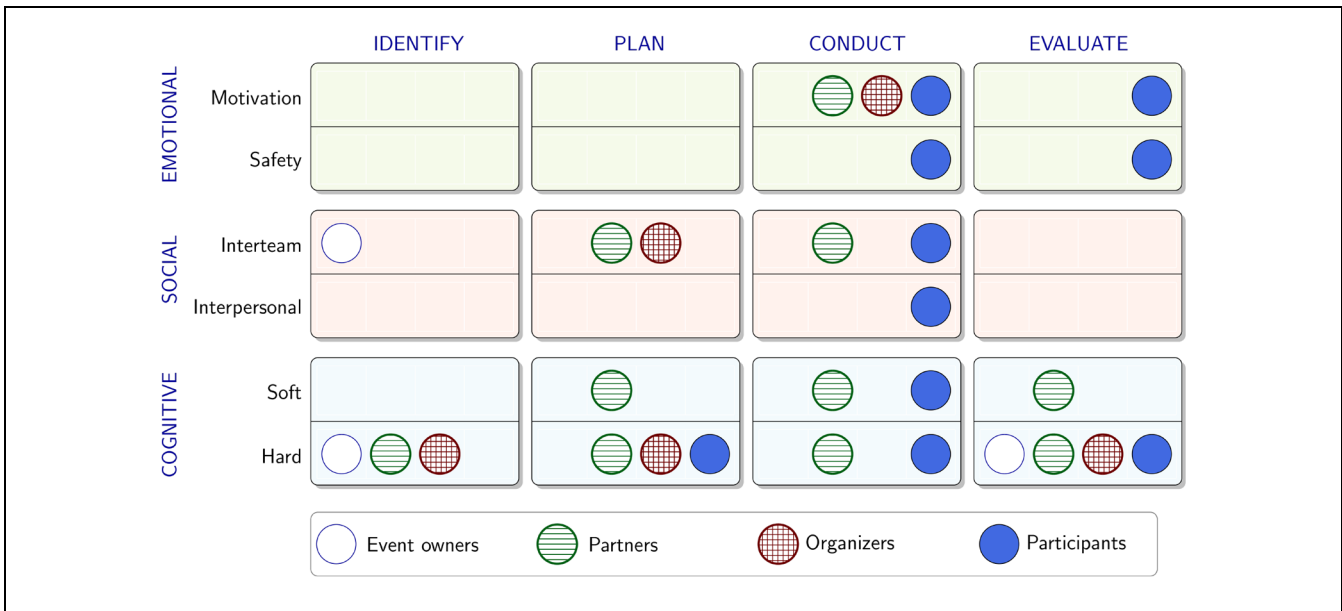 IDENTIFY PLAN CONDUCT EVALUATE
EMOTIONAL
Motivation
Safety
SOCIAL
Interteam
Interpersonal
COGNITIVE
Soft
Hard
Event owners Partners Organizers Participants